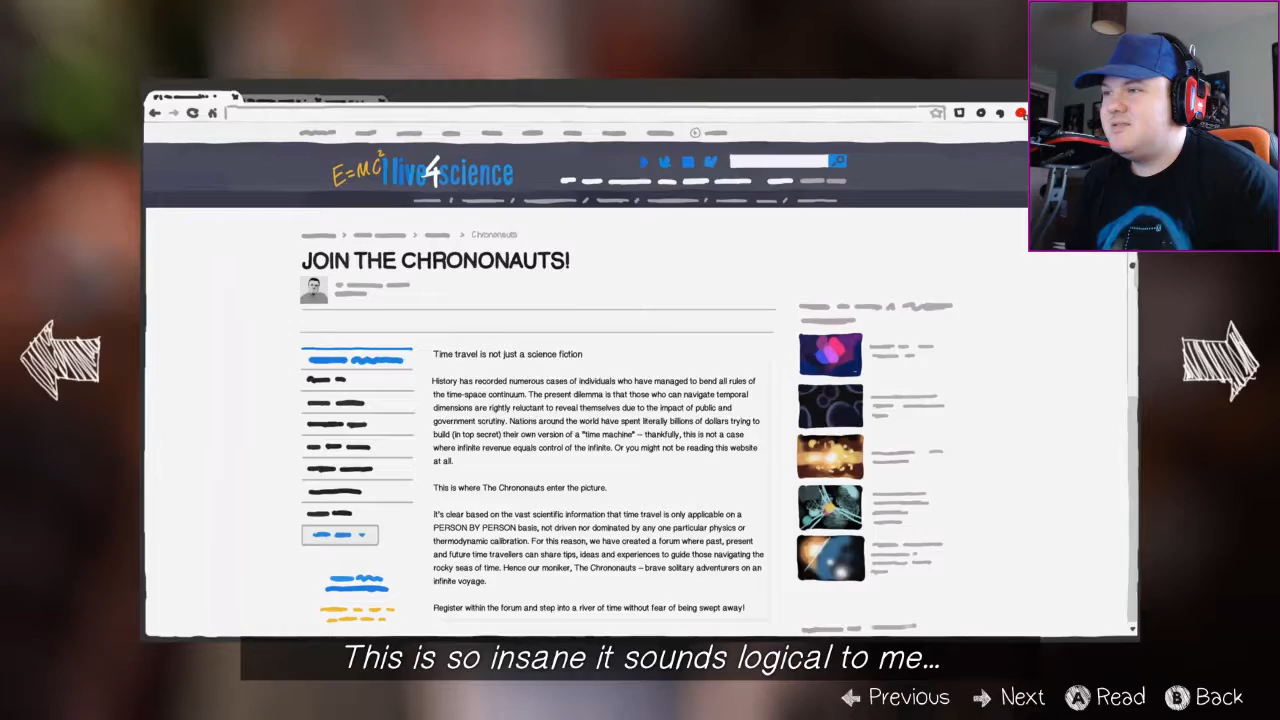 E=mc2 I live4science
Chrononauts
JOIN THE CHRONONAUTS!
Time travel is not just a science fiction
History has recorded numerous cases of individuals who have managed to bend all rules of
the time-space continuum. The present dilemma is that those who can navigate temporal
dimensions are rightly reluctant to reveal themselves due to the impact of public and
government scrutiny. Nations around the world have spent literally billions of dollars trying to
build (in top secret) their own version of a "time machine" – thankfully, this is not a case
where infinite revenue equals control of the infinite. Or you might not be reading this website
at all.
This is where The Chrononauts enter the picture.
It's clear based on the vast scientific information that time travel is only applicable on a
PERSON BY PERSON basis, not driven nor dominated by any one particular physics or
thermodynamic calibration. For this reason, we have created a forum where past, present
and future time travellers can share tips, ideas and experiences to guide those navigating the
rocky seas of time. Hence our moniker, The Chrononauts – brave solitary adventurers on an
infinite voyage.
Register within the forum and step into a river of time without fear of being swept away!
This is so insane it sounds logical to me...
Previous Next A Read B Back